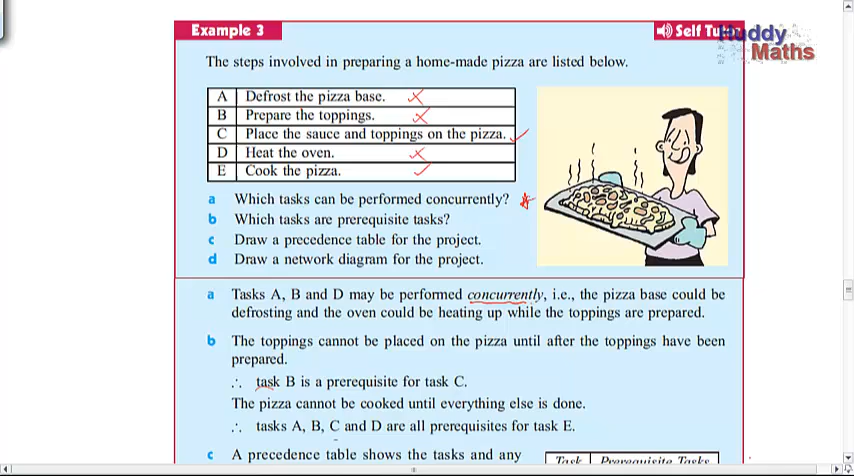 Example 3
Self Tutor
Huddy
Maths
The steps involved in preparing a home-made pizza are listed below.
A Defrost the pizza base.
B Prepare the toppings.
C Place the sauce and toppings on the pizza.
D Heat the oven.
E Cook the pizza.
a Which tasks can be performed concurrently?
b Which tasks are prerequisite tasks?
c Draw a precedence table for the project.
d Draw a network diagram for the project.
a Tasks A, B and D may be performed concurrently, i.e., the pizza base could be
defrosting and the oven could be heating up while the toppings are prepared.
b The toppings cannot be placed on the pizza until after the toppings have been
prepared.
∴ task B is a prerequisite for task C.
The pizza cannot be cooked until everything else is done.
∴ tasks A, B, C and D are all prerequisites for task E.
c A precedence table shows the tasks and any
Task Prerequisite Tasks